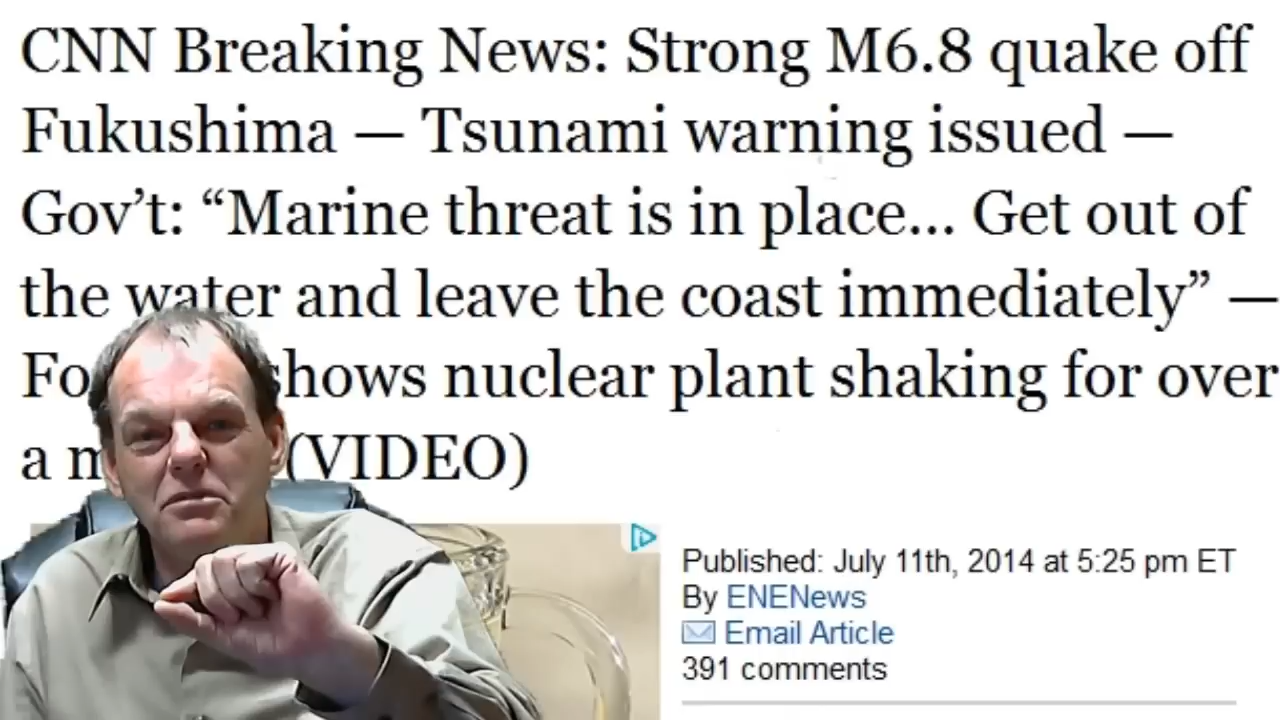 CNN Breaking News: Strong M6.8 quake off
Fukushima — Tsunami warning issued —
Gov’t: “Marine threat is in place... Get out of
the water and leave the coast immediately” —
shows nuclear plant shaking for over
a (VIDEO)
Published: July 11th, 2014 at 5:25 pm ET
By ENENews
Email Article
391 comments